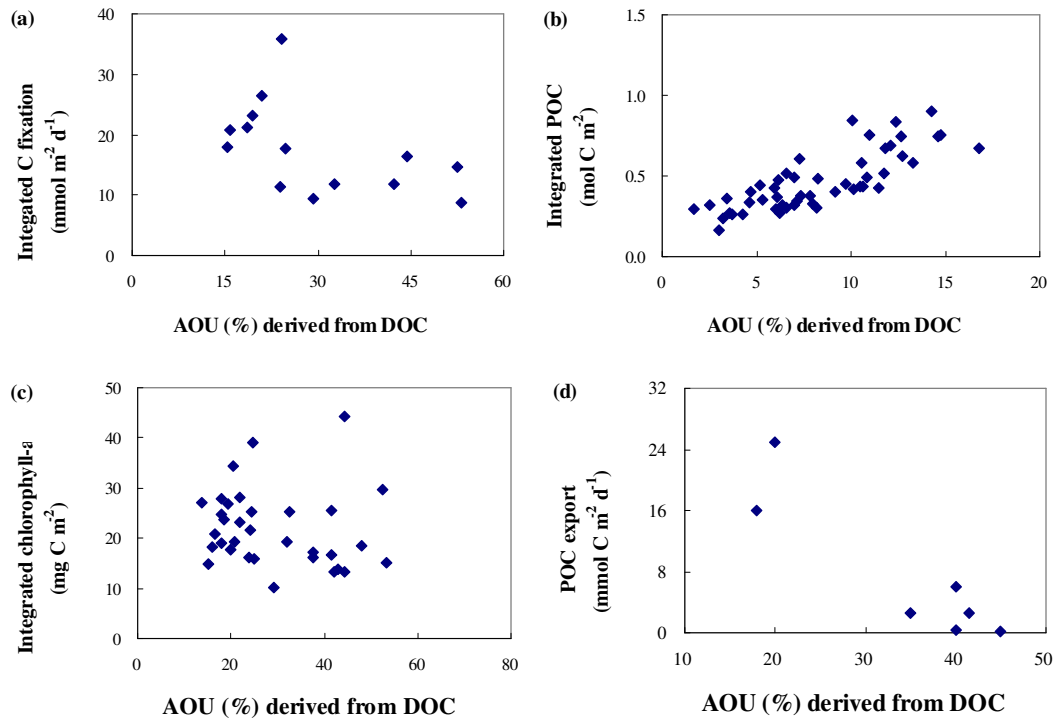 (a)
Integated C fixation
(mmol m⁻² d⁻¹)
40
30
20
10
0
0 15 30 45 60
AOU (%) derived from DOC
(b)
Integrated POC
(mol C m⁻²)
1.5
1.0
0.5
0.0
0 5 10 15 20
AOU (%) derived from DOC
(c)
Integrated chlorophyll-a
(mg C m⁻²)
50
40
30
20
10
0
0 20 40 60 80
AOU (%) derived from DOC
(d)
POC export
(mmol C m⁻² d⁻¹)
32
24
16
8
0
10 20 30 40 50
AOU (%) derived from DOC